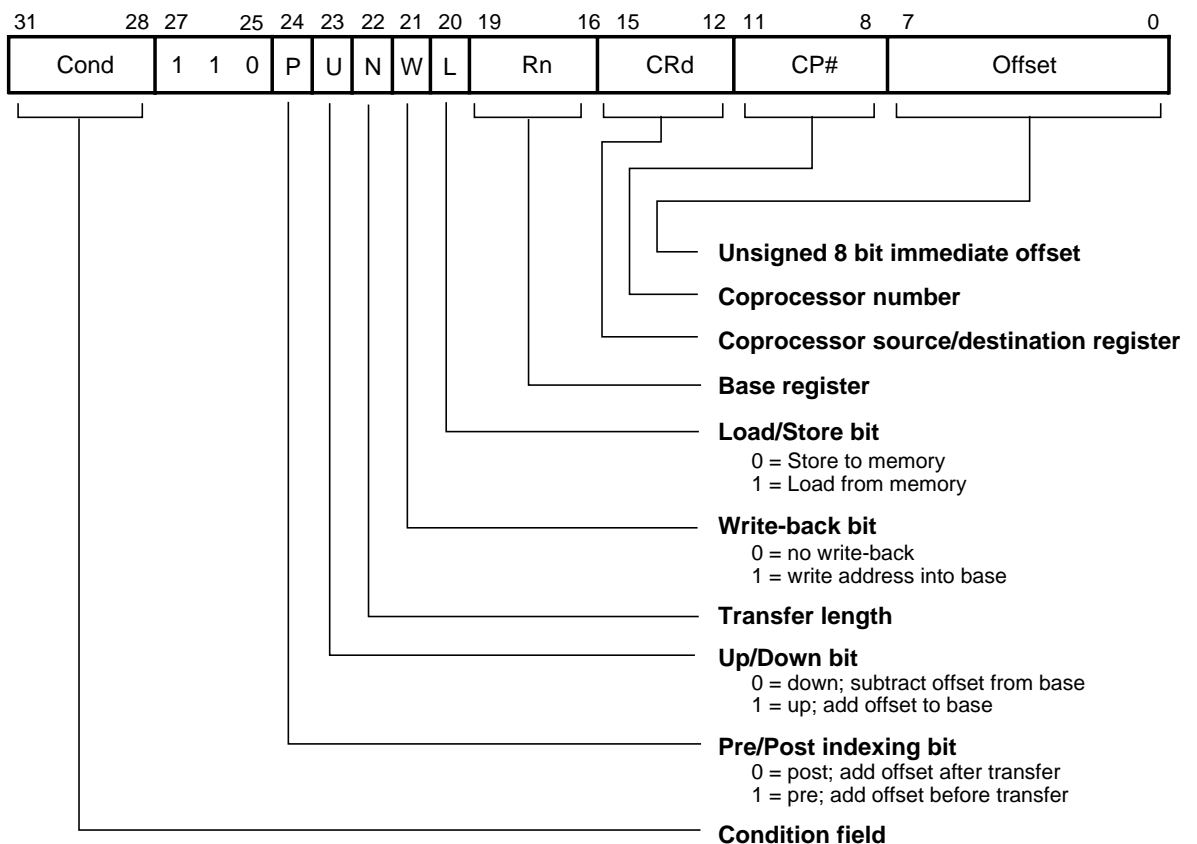 31 28 27 25 24 23 22 21 20 19 16 15 12 11 8 7 0
Cond 1 1 0 P U N W L Rn CRd CP# Offset
Unsigned 8 bit immediate offset
Coprocessor number
Coprocessor source/destination register
Base register
Load/Store bit
0 = Store to memory
1 = Load from memory
Write-back bit
0 = no write-back
1 = write address into base
Transfer length
Up/Down bit
0 = down; subtract offset from base
1 = up; add offset to base
Pre/Post indexing bit
0 = post; add offset after transfer
1 = pre; add offset before transfer
Condition field